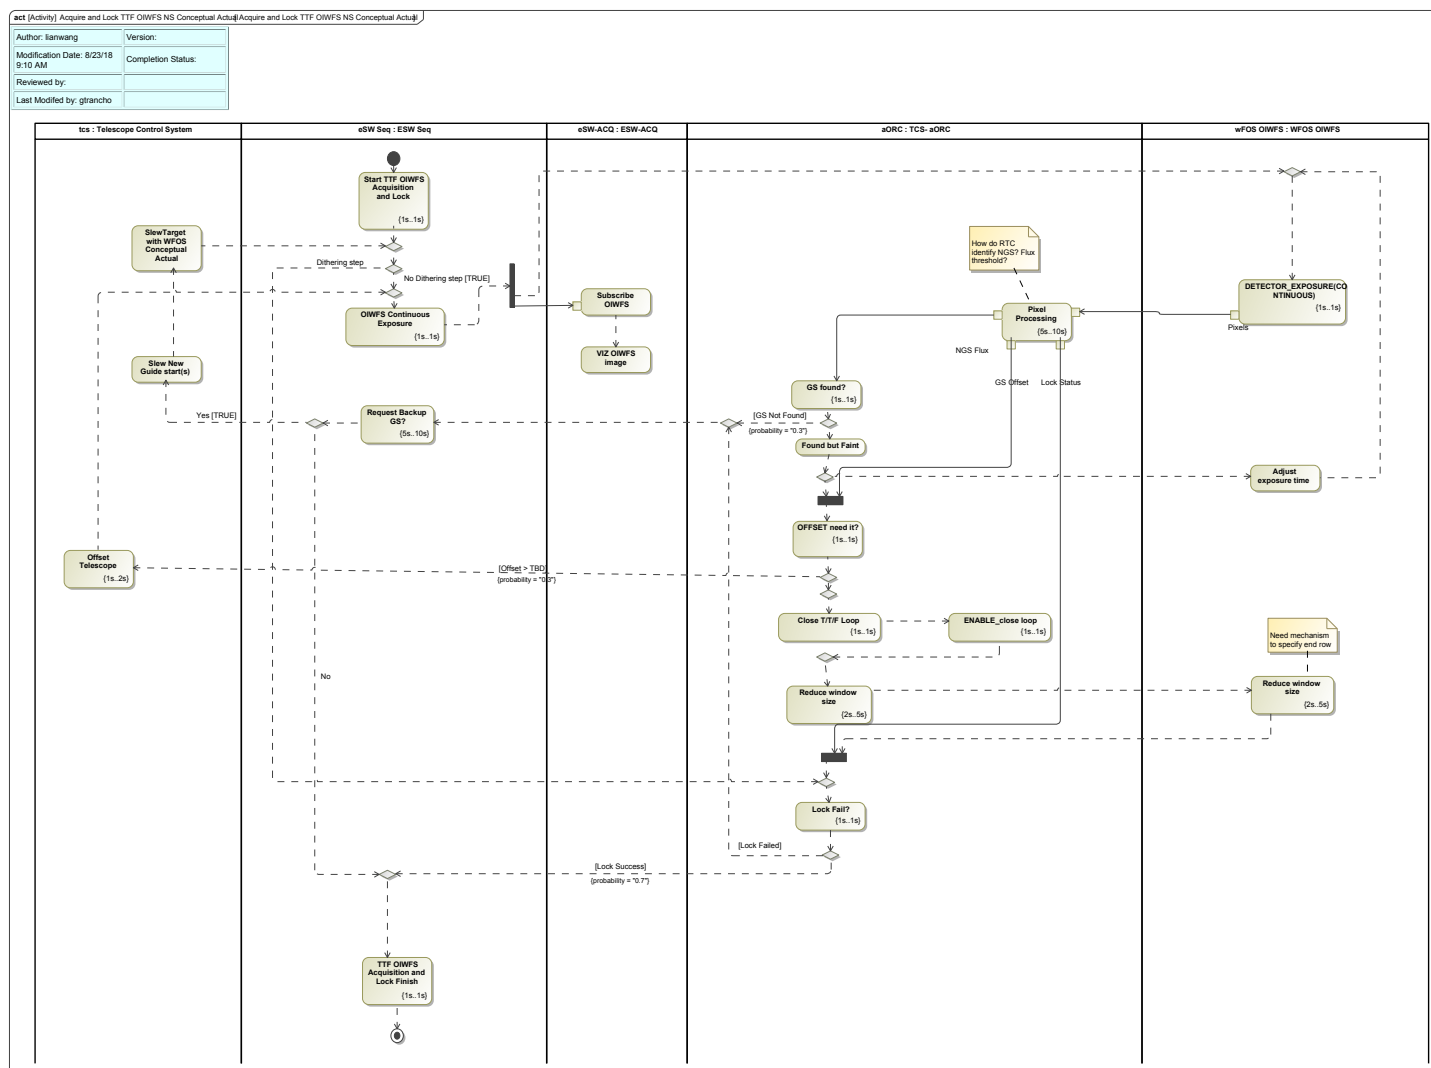 act [Activity] Acquire and Lock TTF OIWFS NS Conceptual Actual[Acquire and Lock TTF OIWFS NS Conceptual Actual]
Author: lianwang
Version:
Modification Date: 8/23/18
9:10 AM
Completion Status:
Reviewed by:
Last Modifed by: gtrancho
tcs : Telescope Control System
eSW Seq : ESW Seq
eSW-ACQ : ESW-ACQ
aORC : TCS- aORC
wFOS OIWFS : WFOS OIWFS
Start TTF OIWFS
Acquisition
and Lock
{1s..1s}
SlewTarget
with WFOS
Conceptual
Actual
Dithering step
No Dithering step [TRUE]
How do RTC
identify NGS? Flux
threshold?
OIWFS Continuous
Exposure
{1s..1s}
Subscribe
OIWFS
VIZ OIWFS
image
Pixel
Processing
{5s..10s}
DETECTOR_EXPOSURE(CO
NTINUOUS)
{1s..1s}
Pixels
NGS Flux
GS Offset
Lock Status
Slew New
Guide start(s)
GS found?
{1s..1s}
Yes [TRUE]
Request Backup
GS?
{5s..10s}
[GS Not Found]
{probability = "0.3"}
Found but Faint
Adjust
exposure time
OFFSET need it?
{1s..1s}
Offset
Telescope
{1s..2s}
[Offset > TBD]
{probability = "0.3"}
Close T/T/F Loop
{1s..1s}
ENABLE_close loop
{1s..1s}
Need mechanism
to specify end row
No
Reduce window
size
{2s..5s}
Reduce window
size
{2s..5s}
Lock Fail?
{1s..1s}
[Lock Failed]
[Lock Success]
{probability = "0.7"}
TTF OIWFS
Acquisition and
Lock Finish
{1s..1s}